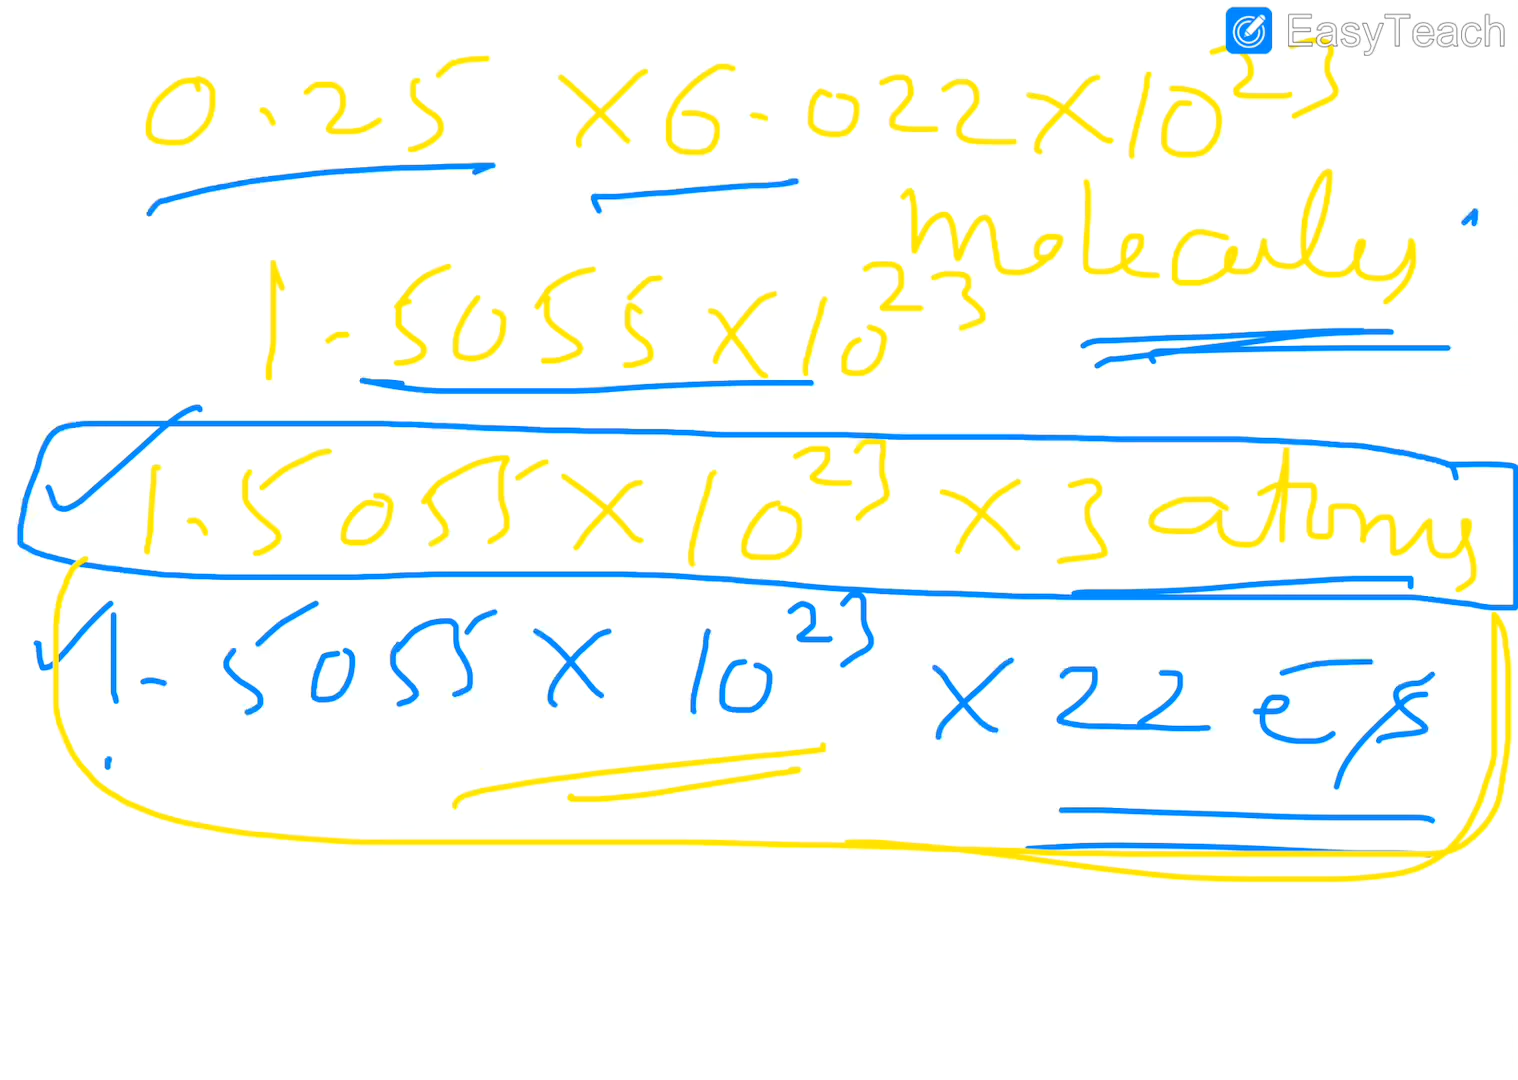 EasyTeach
0.25 × 6.022 × 10²³
molecules
1.5055 × 10²³
1.5055 × 10²³ × 3 atoms
1.5055 × 10²³ × 22 e⁻s